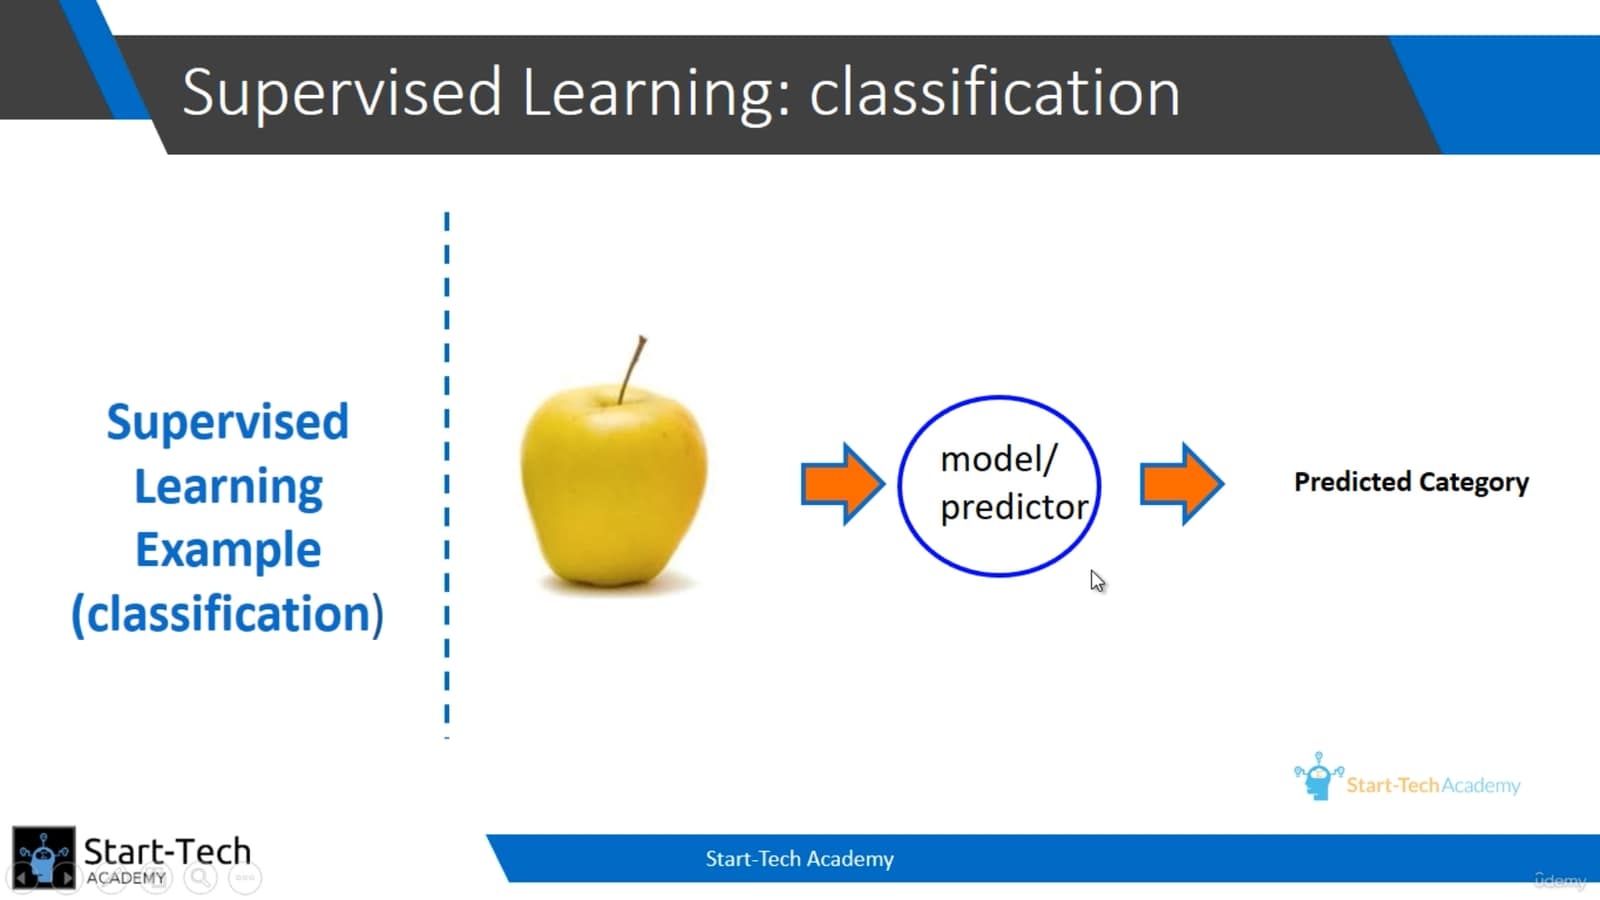 Supervised Learning: classification
Supervised
Learning
Example
(classification)
model/
predictor
Predicted Category
Start-Tech Academy
Start-Tech
ACADEMY
Start-Tech Academy
ûdemy